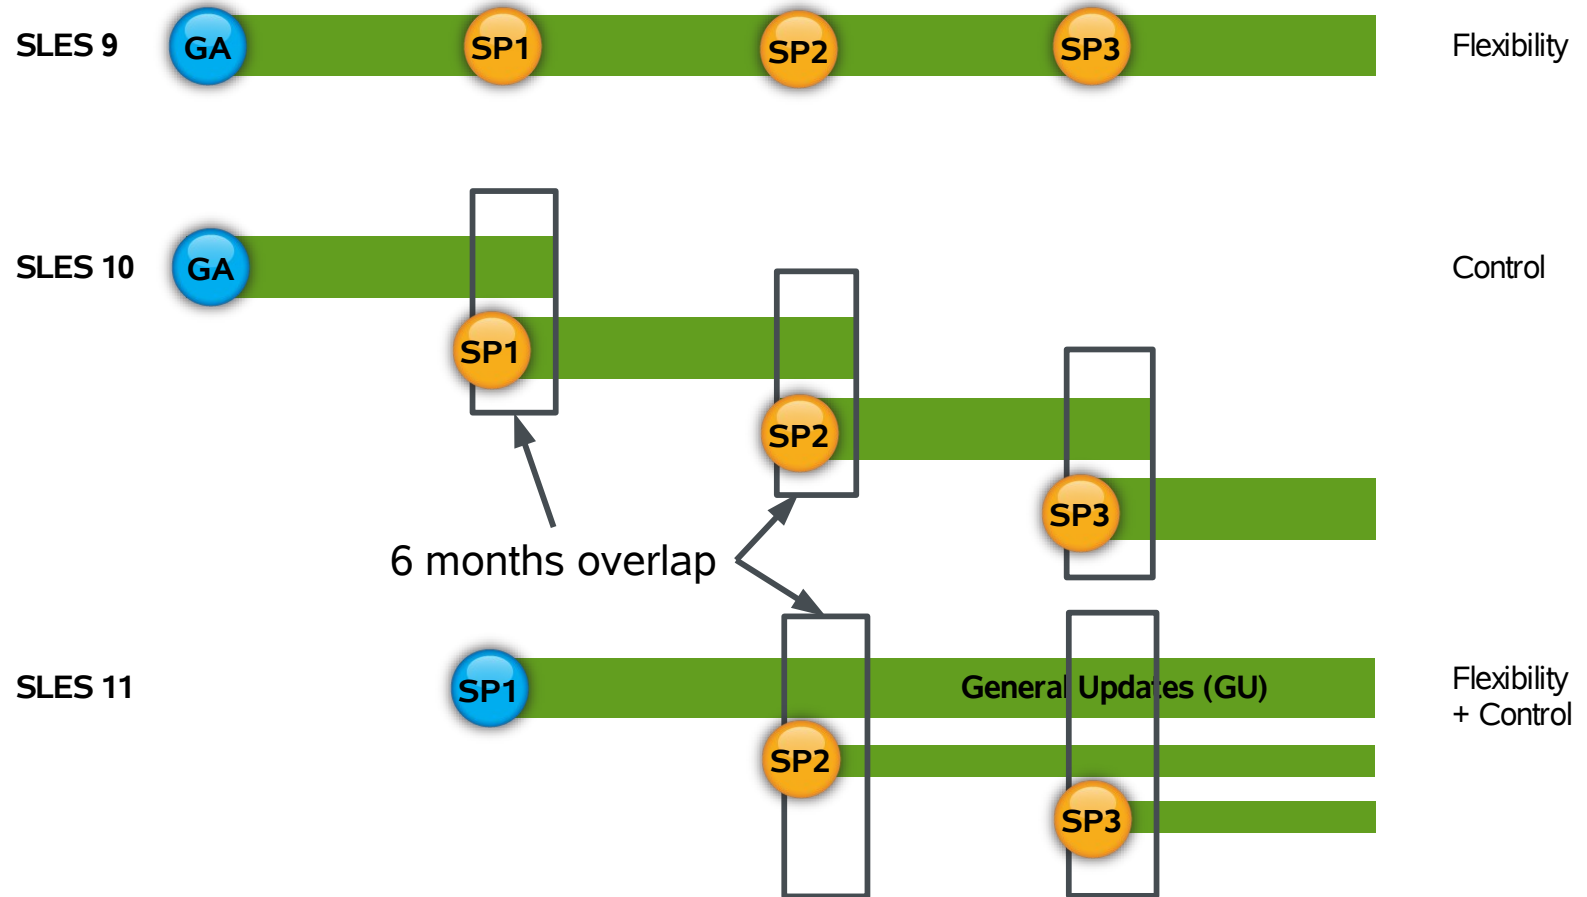 SLES 9
GA
SP1
SP2
SP3
Flexibility
SLES 10
GA
Control
SP1
SP2
SP3
6 months overlap
SLES 11
SP1
General Updates (GU)
Flexibility
+ Control
SP2
SP3